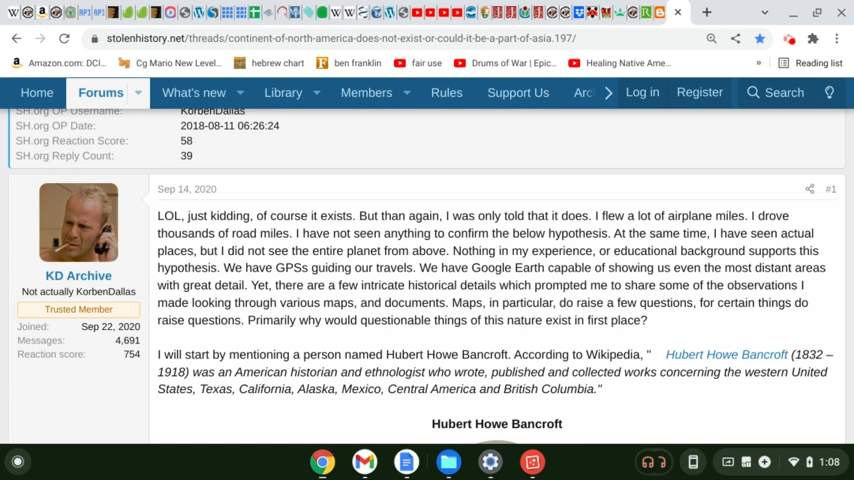 stolenhistory.net/threads/continent-of-north-america-does-not-exist-or-could-it-be-a-part-of-asia.197/
Amazon.com: DCI... Cg Mario New Level... hebrew chart ben franklin fair use Drums of War | Epic... Healing Native Ame... » Reading list
Home Forums What's new Library Members Rules Support Us Arc Log in Register Search
SH.org OP Username: KorbenDallas
SH.org OP Date: 2018-08-11 06:26:24
SH.org Reaction Score: 58
SH.org Reply Count: 39
Sep 14, 2020 #1
KD Archive
Not actually KorbenDallas
Trusted Member
Joined: Sep 22, 2020
Messages: 4,691
Reaction score: 754
LOL, just kidding, of course it exists. But than again, I was only told that it does. I flew a lot of airplane miles. I drove
thousands of road miles. I have not seen anything to confirm the below hypothesis. At the same time, I have seen actual
places, but I did not see the entire planet from above. Nothing in my experience, or educational background supports this
hypothesis. We have GPSs guiding our travels. We have Google Earth capable of showing us even the most distant areas
with great detail. Yet, there are a few intricate historical details which prompted me to share some of the observations I
made looking through various maps, and documents. Maps, in particular, do raise a few questions, for certain things do
raise questions. Primarily why would questionable things of this nature exist in first place?
I will start by mentioning a person named Hubert Howe Bancroft. According to Wikipedia, " Hubert Howe Bancroft (1832 –
1918) was an American historian and ethnologist who wrote, published and collected works concerning the western United
States, Texas, California, Alaska, Mexico, Central America and British Columbia."
Hubert Howe Bancroft
1:08